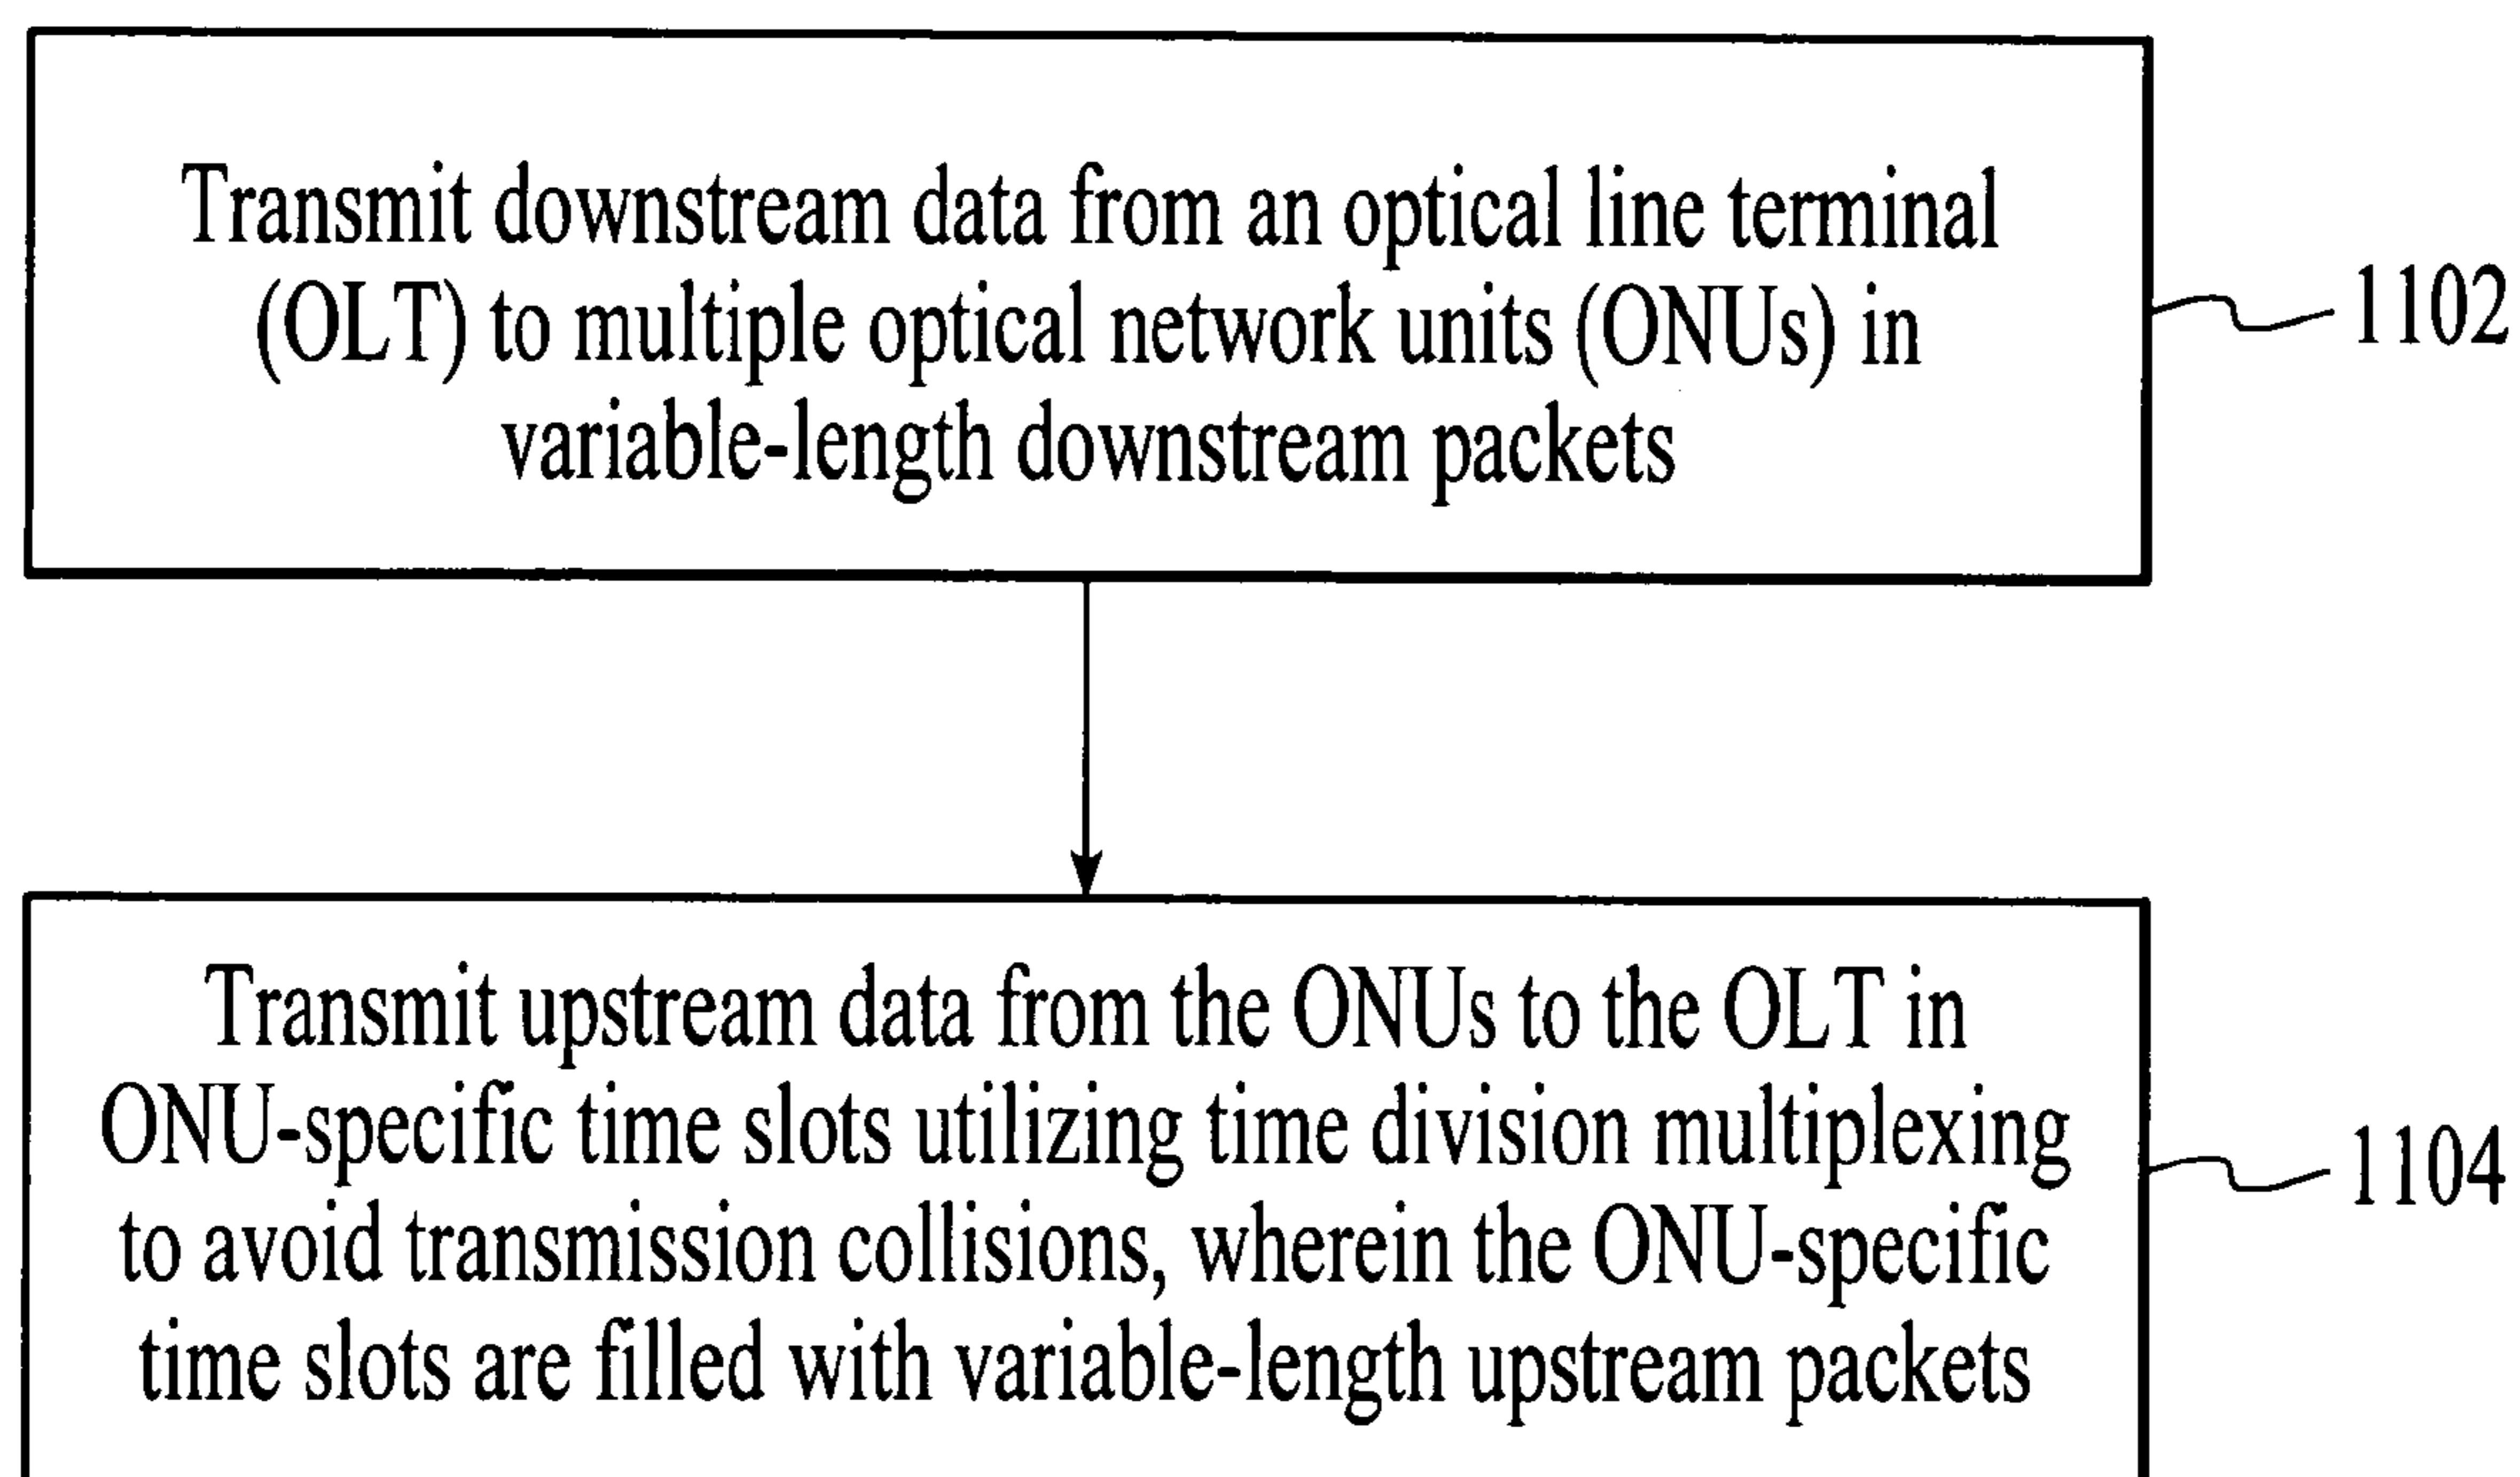 Transmit downstream data from an optical line terminal
(OLT) to multiple optical network units (ONUs) in
variable-length downstream packets
1102
Transmit upstream data from the ONUs to the OLT in
ONU-specific time slots utilizing time division multiplexing
to avoid transmission collisions, wherein the ONU-specific
time slots are filled with variable-length upstream packets
1104